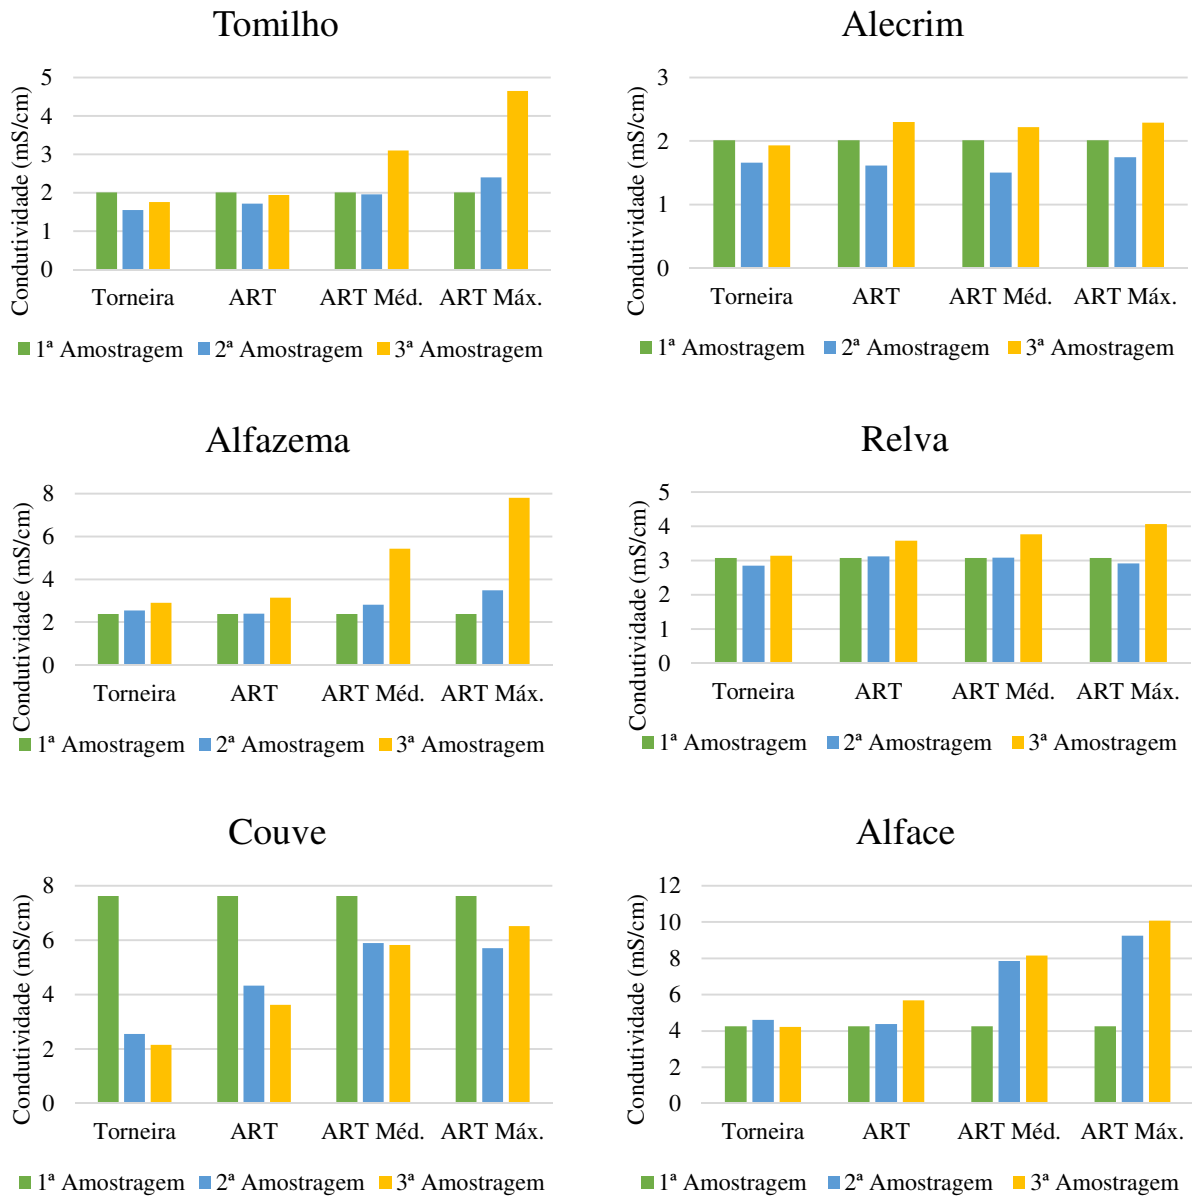 Tomilho
Condutividade (mS/cm)
5
4
3
2
1
0
Torneira ART ART Méd. ART Máx.
1ª Amostragem 2ª Amostragem 3ª Amostragem
Alecrim
Condutividade (mS/cm)
3
2
1
0
Torneira ART ART Méd. ART Máx.
1ª Amostragem 2ª Amostragem 3ª Amostragem
Alfazema
Condutividade (mS/cm)
8
6
4
2
0
Torneira ART ART Méd. ART Máx.
1ª Amostragem 2ª Amostragem 3ª Amostragem
Relva
Condutividade (mS/cm)
5
4
3
2
1
0
Torneira ART ART Méd. ART Máx.
1ª Amostragem 2ª Amostragem 3ª Amostragem
Couve
Condutividade (mS/cm)
8
6
4
2
0
Torneira ART ART Méd. ART Máx.
1ª Amostragem 2ª Amostragem 3ª Amostragem
Alface
Condutividade (mS/cm)
12
10
8
6
4
2
0
Torneira ART ART Méd. ART Máx.
1ª Amostragem 2ª Amostragem 3ª Amostragem